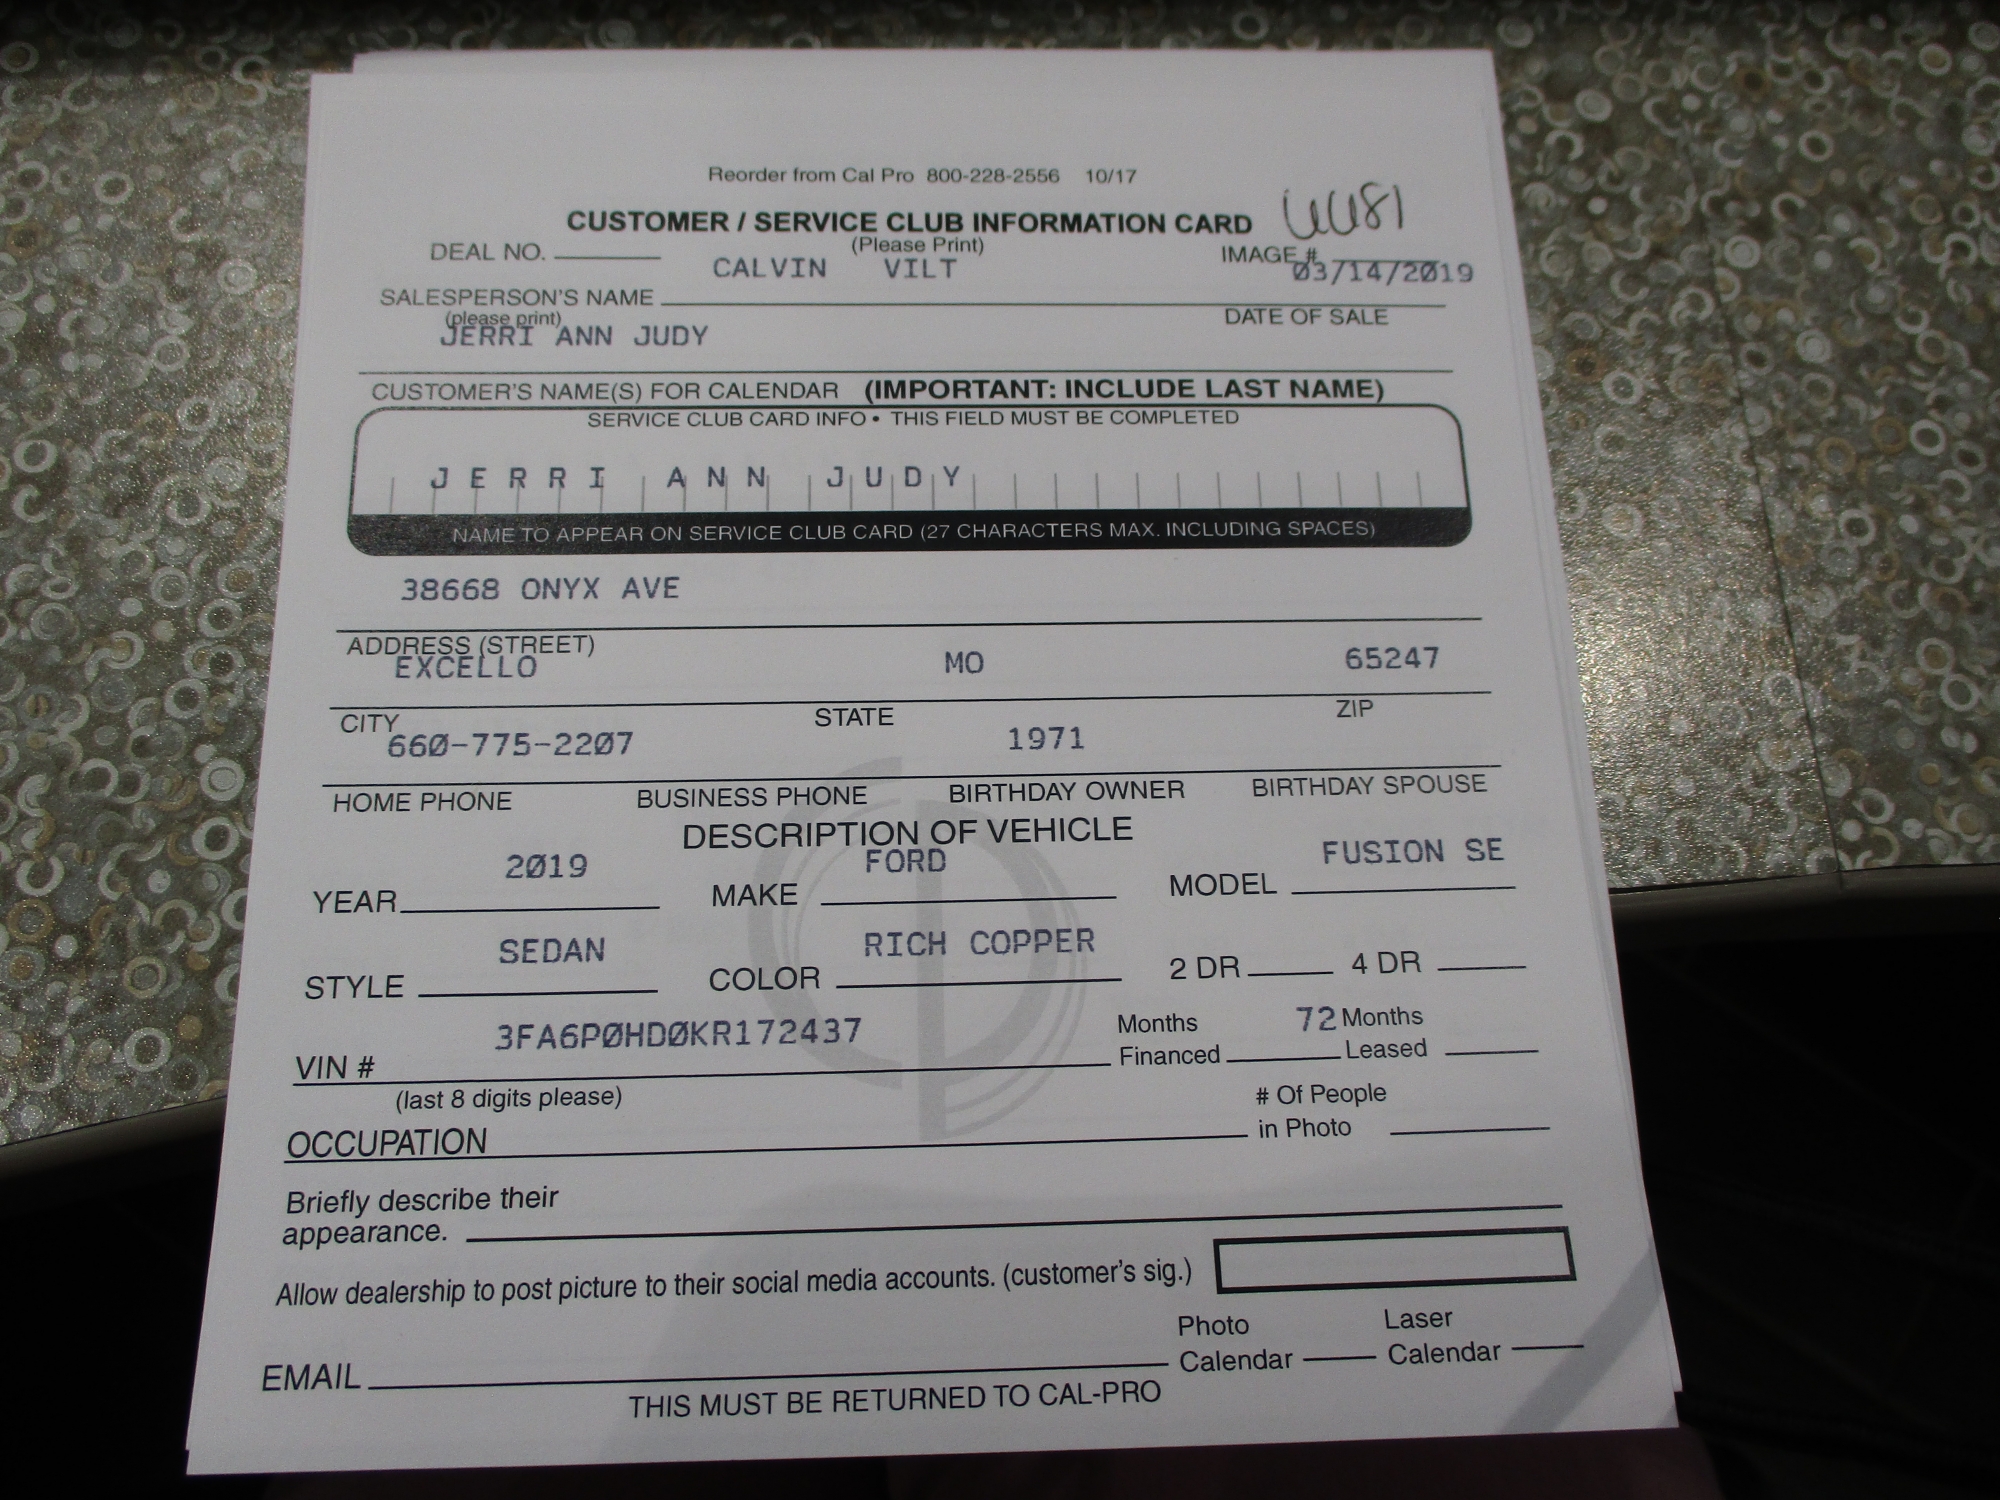 Reorder from Cal Pro 800-228-2556 10/17
CUSTOMER / SERVICE CLUB INFORMATION CARD
(Please Print)
DEAL NO. IMAGE #
CALVIN VILT 03/14/2019
SALESPERSON'S NAME
(please print) DATE OF SALE
JERRI ANN JUDY
CUSTOMER'S NAME(S) FOR CALENDAR (IMPORTANT: INCLUDE LAST NAME)
SERVICE CLUB CARD INFO • THIS FIELD MUST BE COMPLETED
JERRI ANN JUDY
NAME TO APPEAR ON SERVICE CLUB CARD (27 CHARACTERS MAX. INCLUDING SPACES)
38668 ONYX AVE
ADDRESS (STREET)
EXCELLO MO 65247
CITY STATE ZIP
660-775-2207 1971
HOME PHONE BUSINESS PHONE BIRTHDAY OWNER BIRTHDAY SPOUSE
DESCRIPTION OF VEHICLE
2019 FORD FUSION SE
YEAR MAKE MODEL
SEDAN RICH COPPER
STYLE COLOR 2 DR 4 DR
3FA6P0HD0KR172437 Months 72 Months
VIN # Financed Leased
(last 8 digits please) # Of People
OCCUPATION in Photo
Briefly describe their
appearance.
Allow dealership to post picture to their social media accounts. (customer's sig.)
Photo Laser
EMAIL Calendar Calendar
THIS MUST BE RETURNED TO CAL-PRO